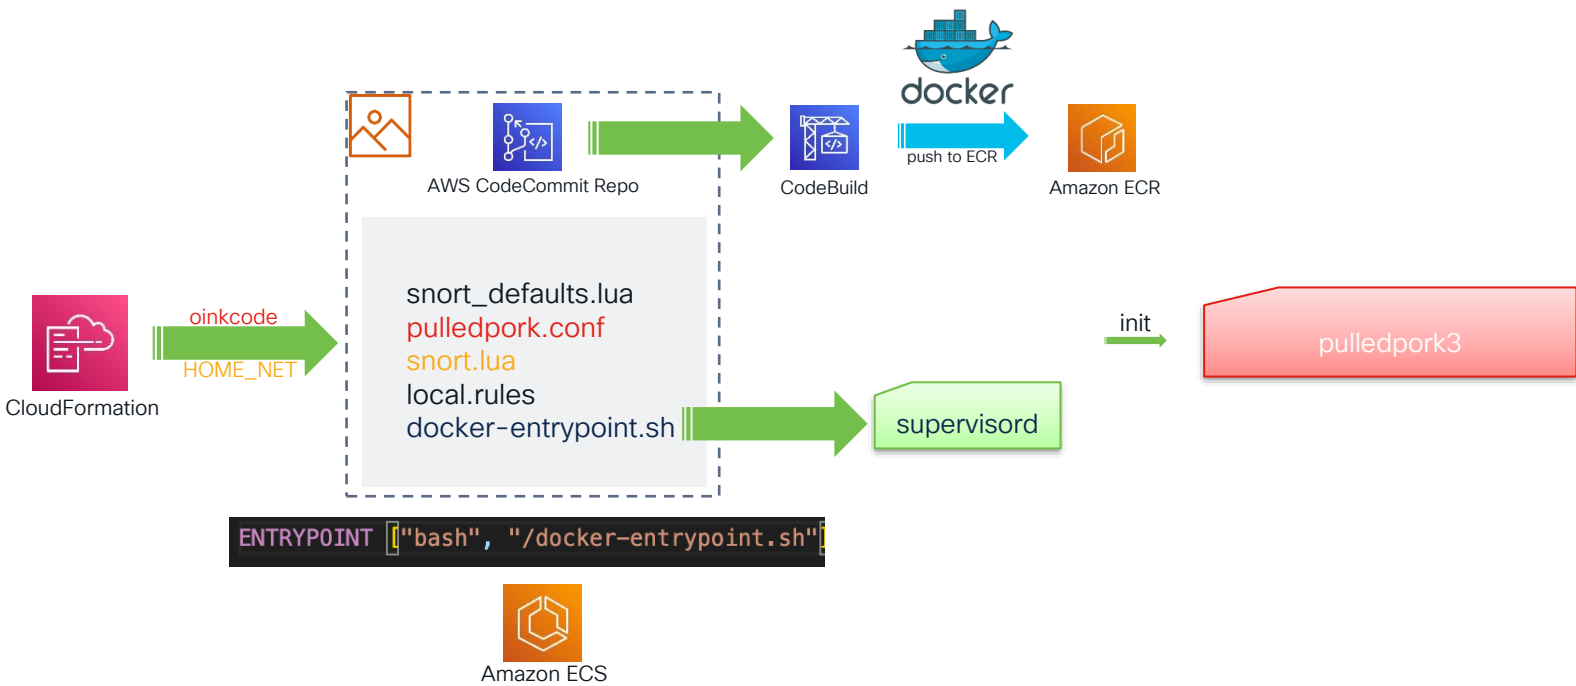 docker
push to ECR
AWS CodeCommit Repo
CodeBuild
Amazon ECR
snort_defaults.lua
pulledpork.conf
snort.lua
local.rules
docker-entrypoint.sh
oinkcode
HOME_NET
CloudFormation
supervisord
init
pulledpork3
ENTRYPOINT ["bash", "/docker-entrypoint.sh"]
Amazon ECS